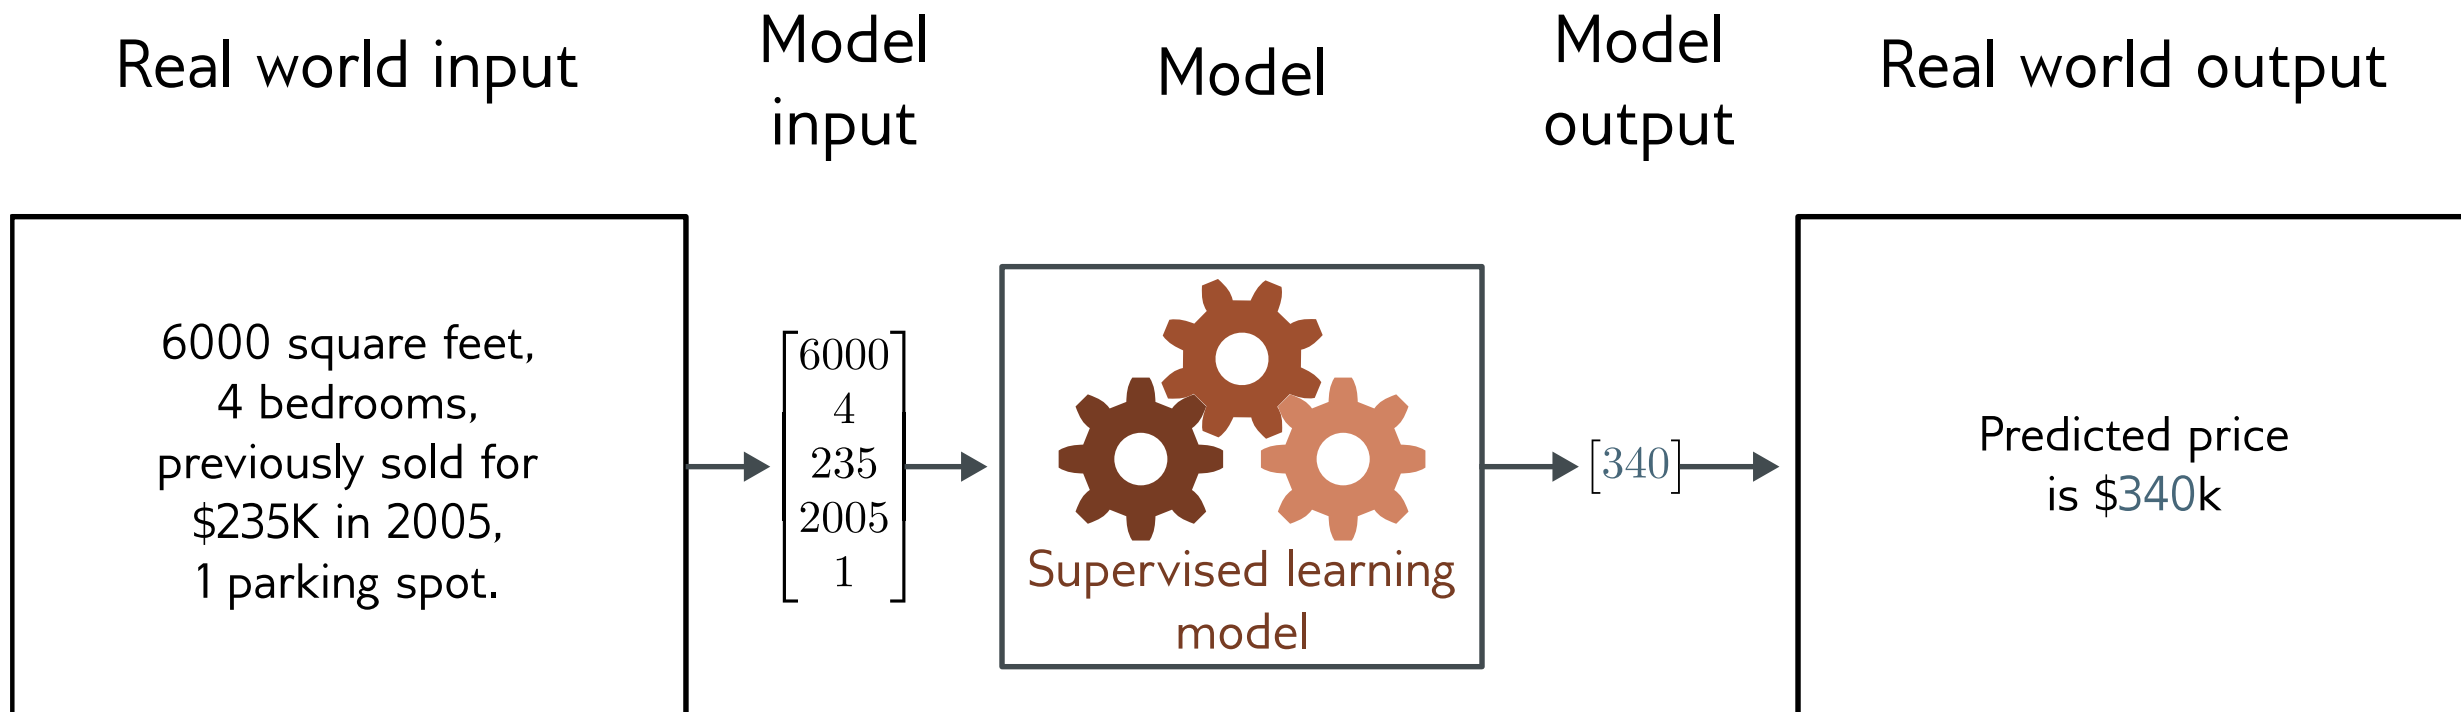 Real world input
Model
input
Model
Model
output
Real world output
6000 square feet,
4 bedrooms,
previously sold for
$235K in 2005,
1 parking spot.
6000
4
235
2005
1
Supervised learning
model
[340]
Predicted price
is $340k